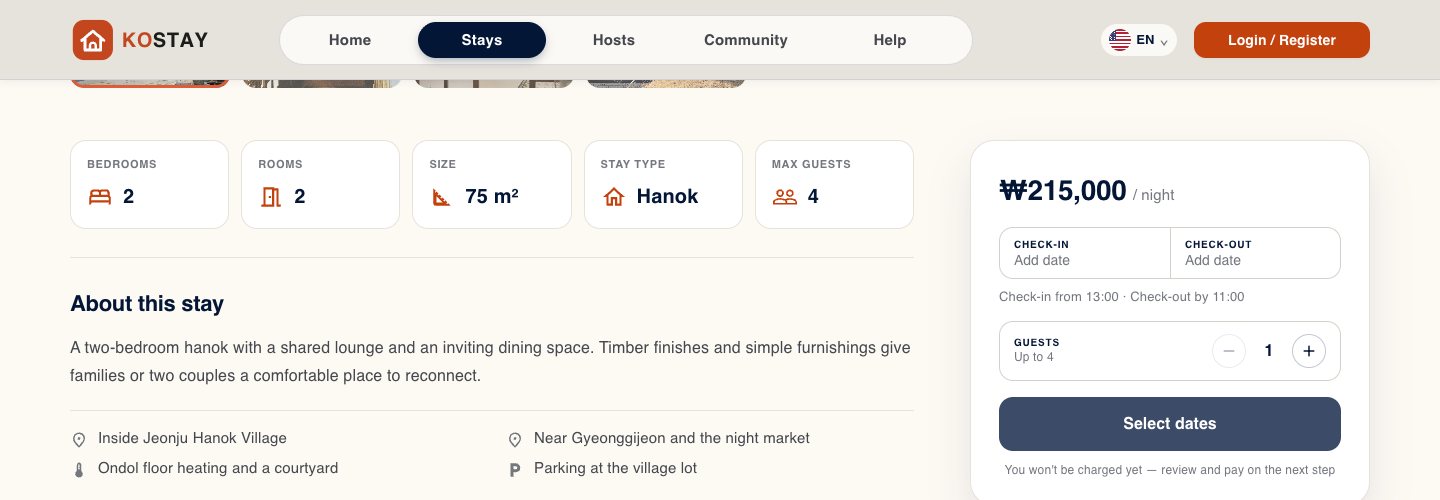 KOSTAY
Home
Stays
Hosts
Community
Help
EN
Login / Register
BEDROOMS
2
ROOMS
2
SIZE
75 m²
STAY TYPE
Hanok
MAX GUESTS
4
About this stay
A two-bedroom hanok with a shared lounge and an inviting dining space. Timber finishes and simple furnishings give
families or two couples a comfortable place to reconnect.
Inside Jeonju Hanok Village
Near Gyeonggijeon and the night market
Ondol floor heating and a courtyard
P Parking at the village lot
₩215,000 / night
CHECK-IN
Add date
CHECK-OUT
Add date
Check-in from 13:00 · Check-out by 11:00
GUESTS
Up to 4
− 1 +
Select dates
You won't be charged yet — review and pay on the next step